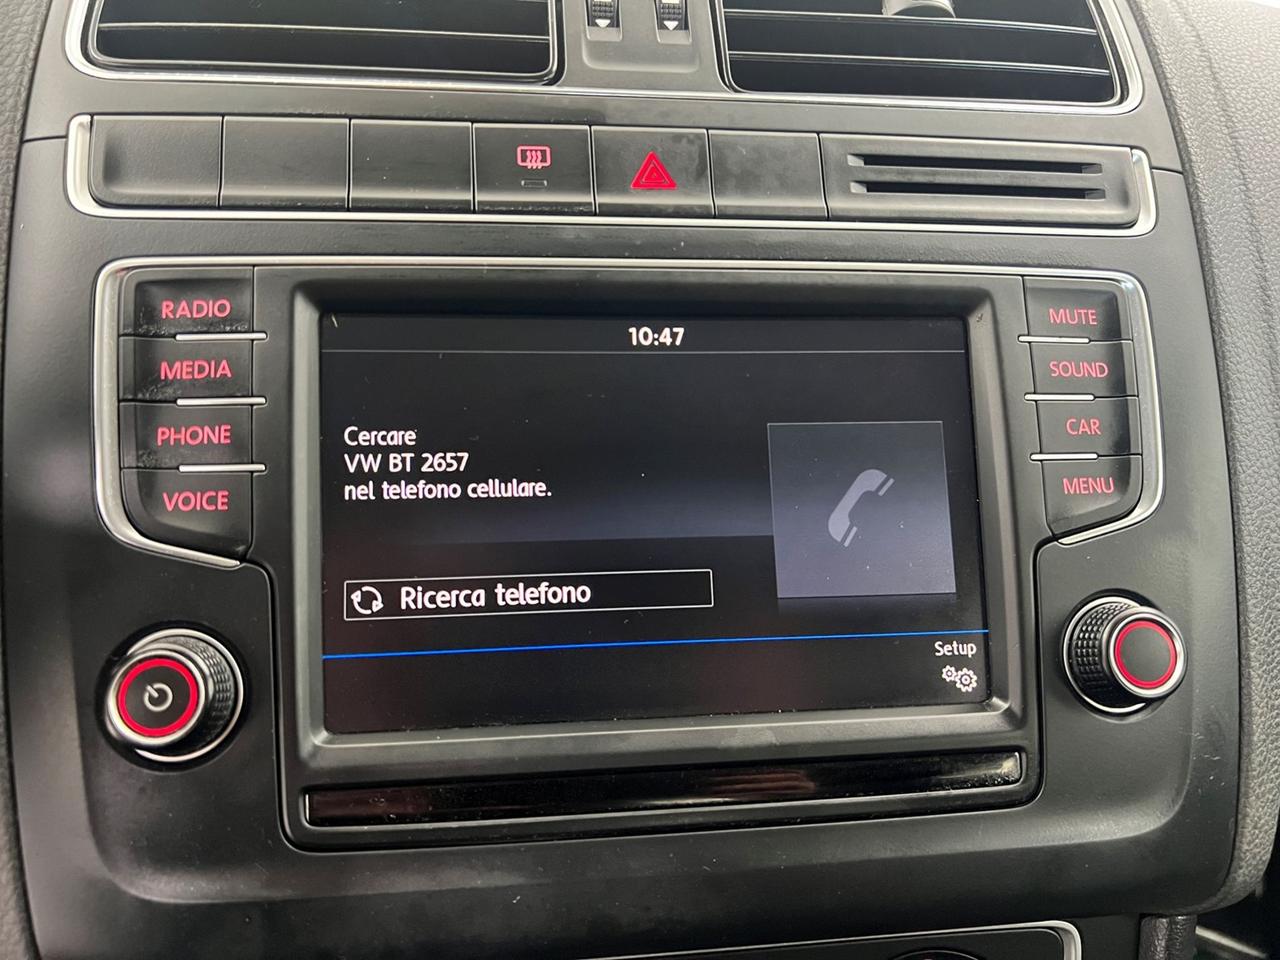 RADIO
MEDIA
PHONE
VOICE
10:47
Cercare
VW BT 2657
nel telefono cellulare.
Ricerca telefono
Setup
MUTE
SOUND
CAR
MENU